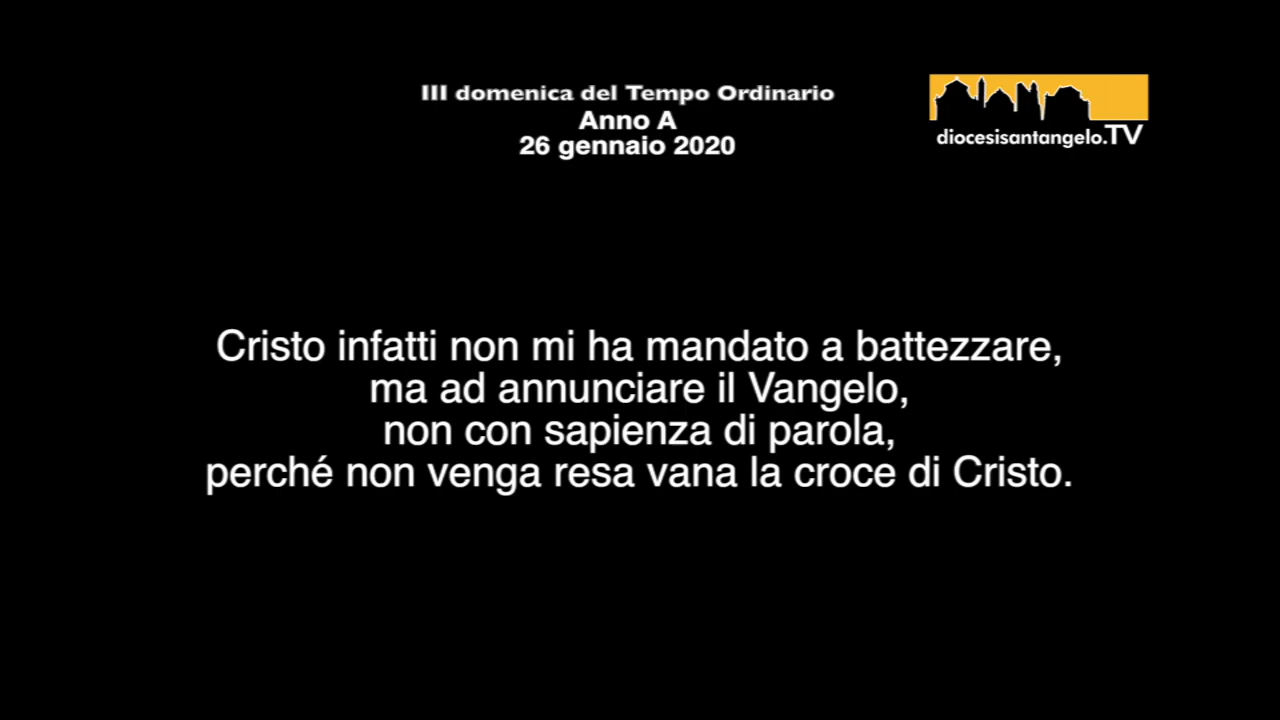 III domenica del Tempo Ordinario
Anno A
26 gennaio 2020
diocesisantangelo.TV
Cristo infatti non mi ha mandato a battezzare,
ma ad annunciare il Vangelo,
non con sapienza di parola,
perché non venga resa vana la croce di Cristo.